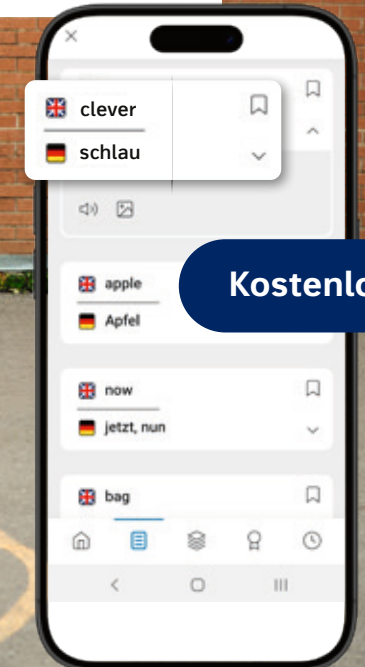 clever
schlau
apple
Apfel
Kostenlo
now
jetzt, nun
bag